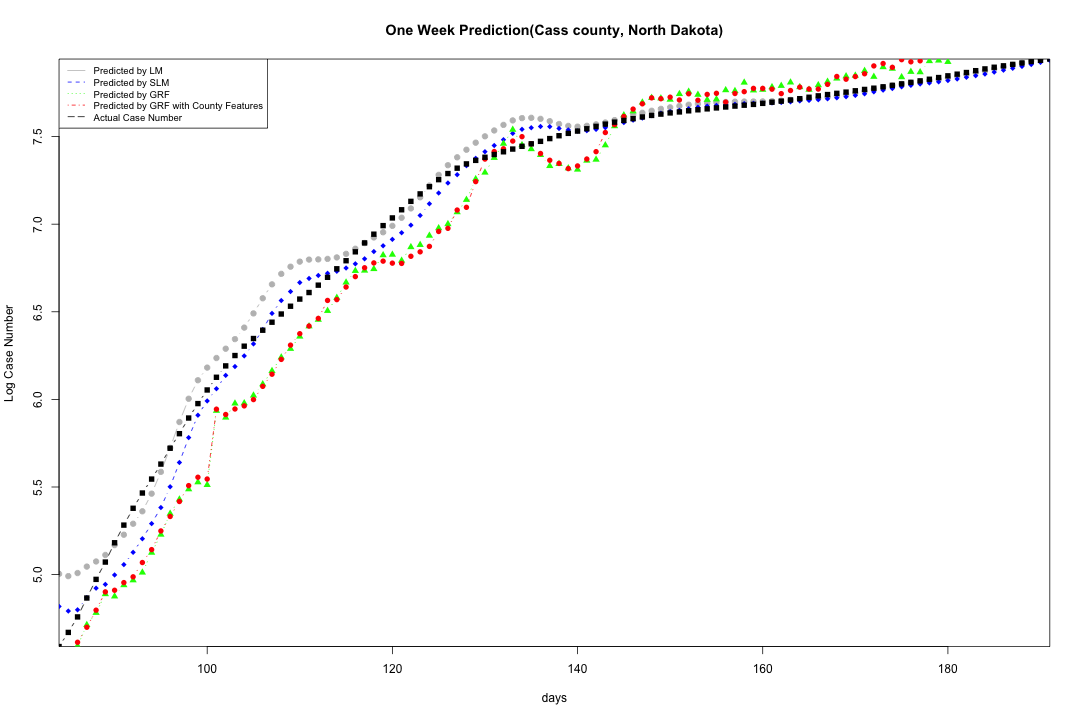 One Week Prediction(Cass county, North Dakota)
Predicted by LM
Predicted by SLM
Predicted by GRF
Predicted by GRF with County Features
Actual Case Number
Log Case Number
7.5
7.0
6.5
6.0
5.5
5.0
100 120 140 160 180
days